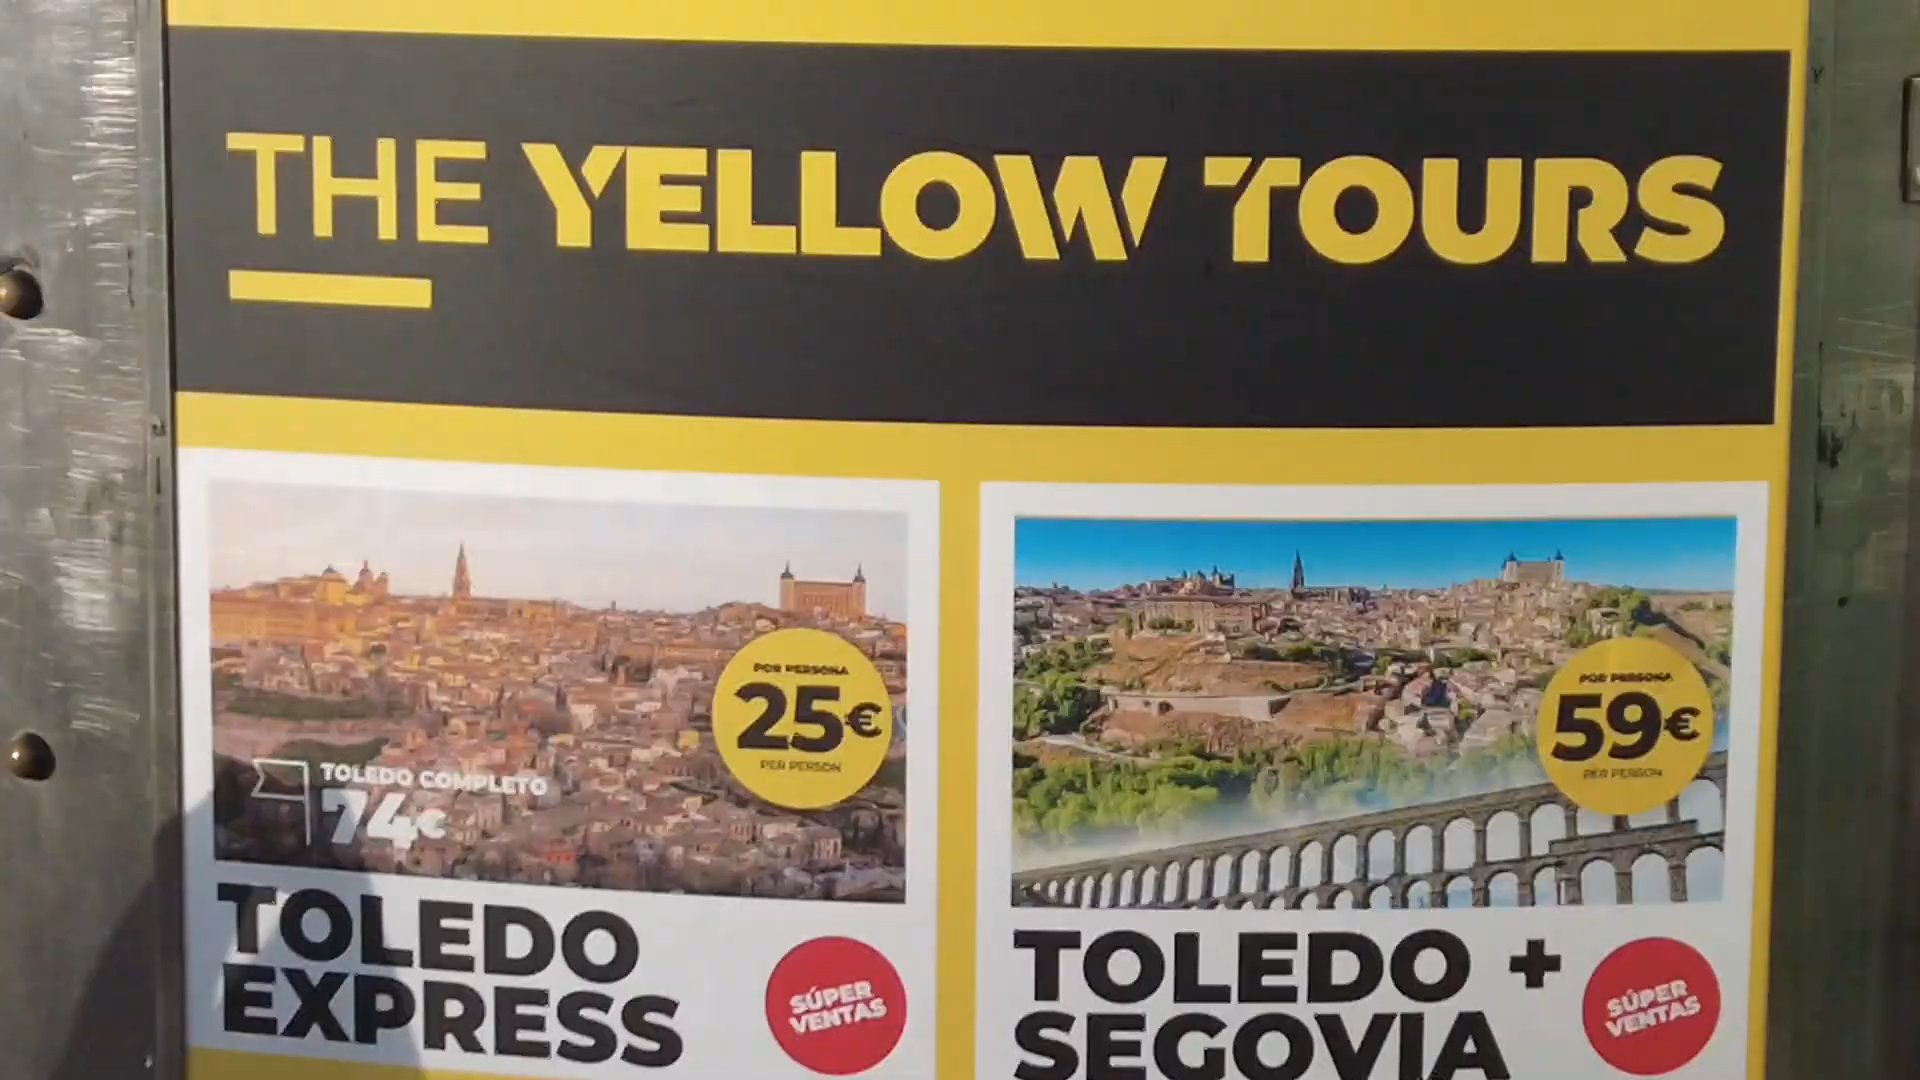 THE YELLOW TOURS
POR PERSONA
25€
PER PERSON
TOLEDO COMPLETO
74€
TOLEDO
EXPRESS
SÚPER
VENTAS
POR PERSONA
59€
PER PERSON
TOLEDO +
SEGOVIA
SÚPER
VENTAS